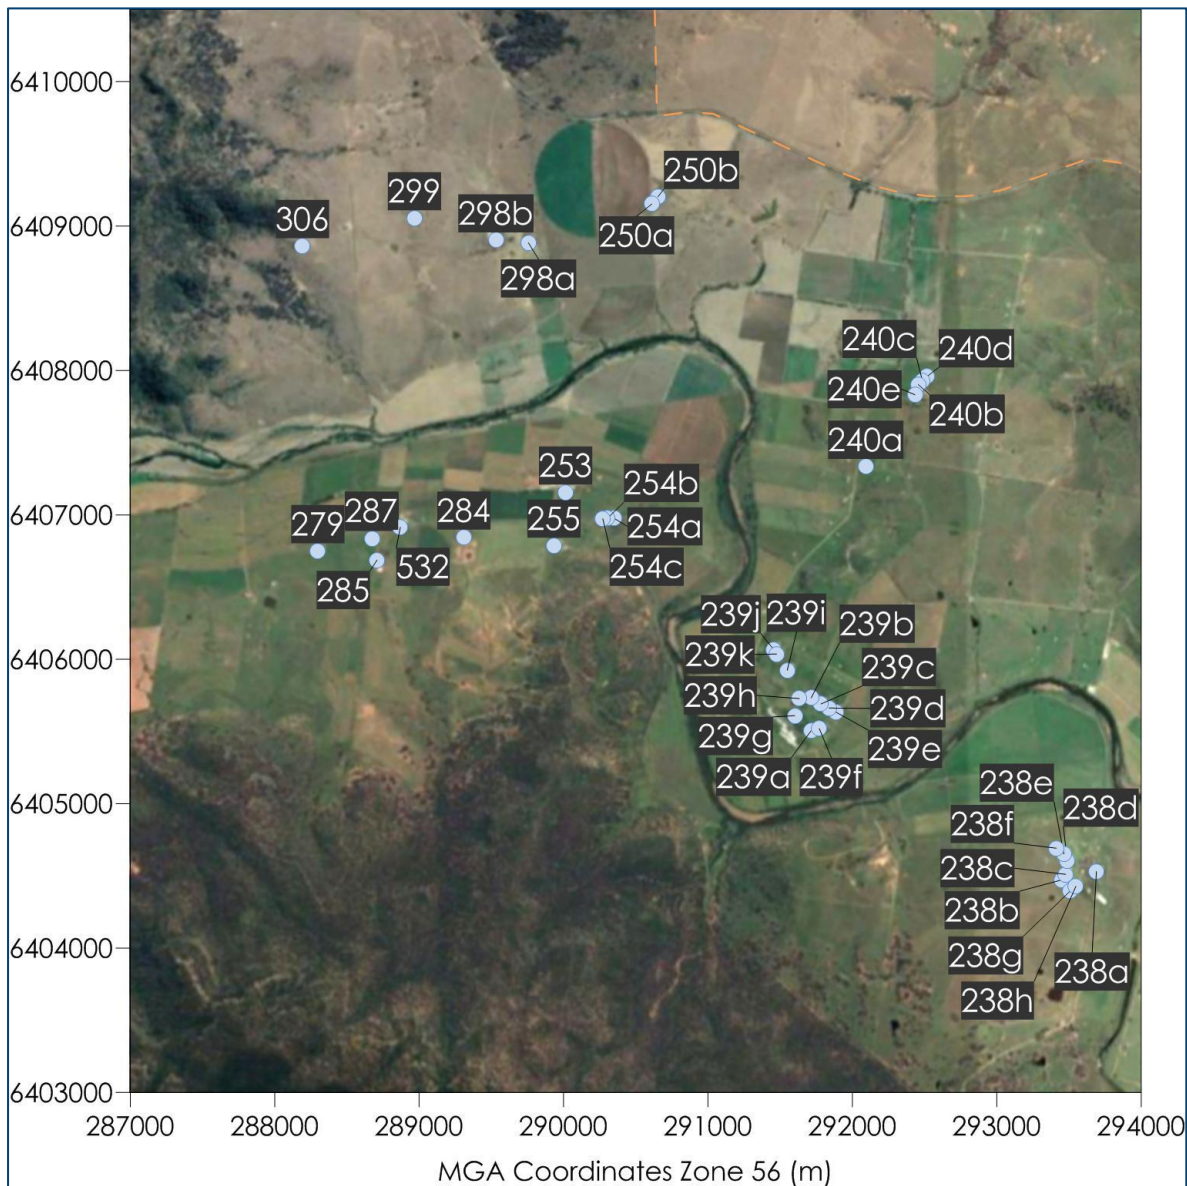 6410000
250b
299
298b
306
6409000
250a
298a
240c
240d
6408000
240e
240b
240a
253
254b
287
284
255
279
6407000
254a
532
254c
285
239j
239i
239b
6406000
239k
239c
239h
239d
239g
239e
239a
239f
238e
238d
6405000
238f
238c
238b
6404000
238g
238a
238h
6403000
287000
288000
289000
290000
291000
292000
293000
294000
MGA Coordinates Zone 56 (m)